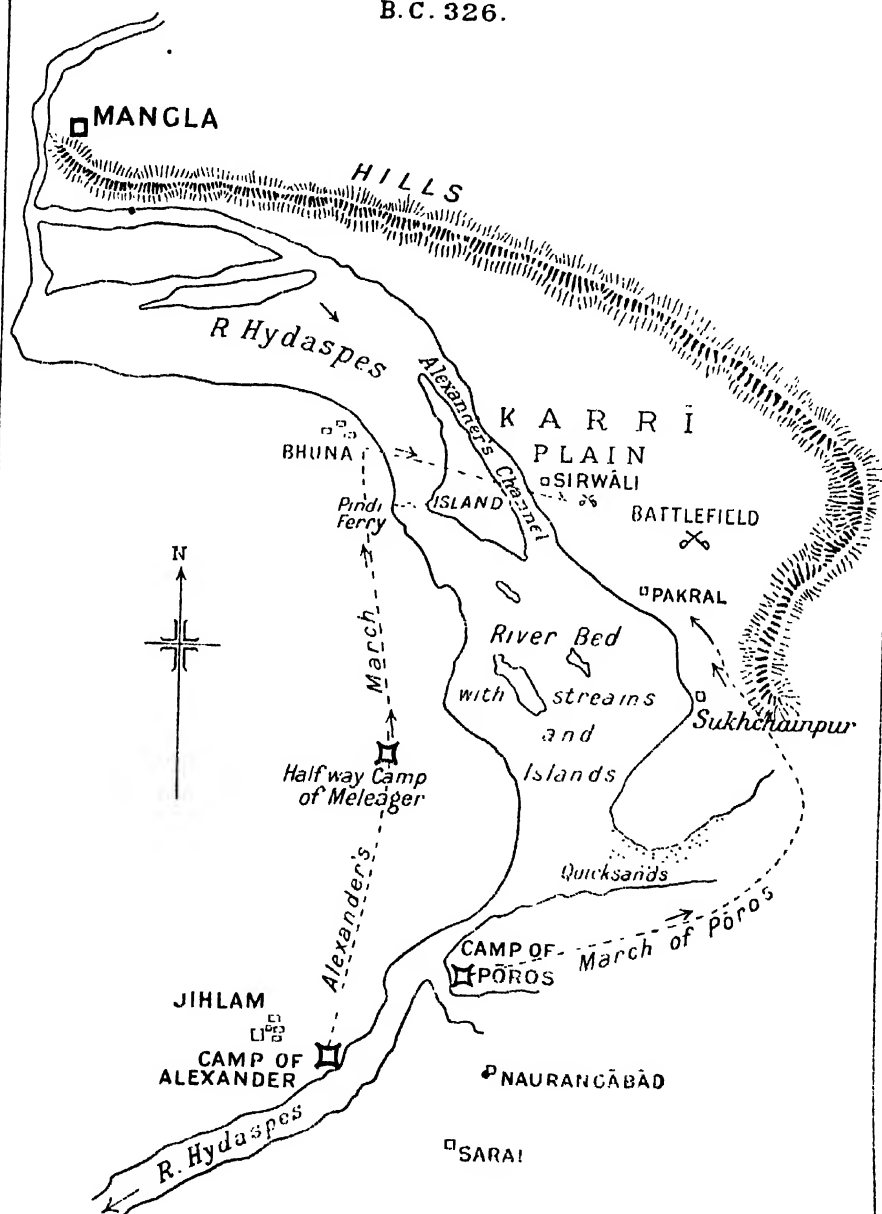 B.C. 326.
MANGLA
HILLS
R Hydaspes
Alexander's Channel
KARRĪ
PLAIN
BHUNA
SIRWĀLI
Pindi
Ferry
ISLAND
BATTLEFIELD
N
PAKRAL
River Bed
with streams
and
Islands
Sukhchainpur
March
Halfway Camp
of Meleager
Quicksands
Alexander's
March of Pōros
CAMP OF
PŌROS
JIHLAM
CAMP OF
ALEXANDER
NAURANGĀBĀD
R. Hydaspes
SARAI